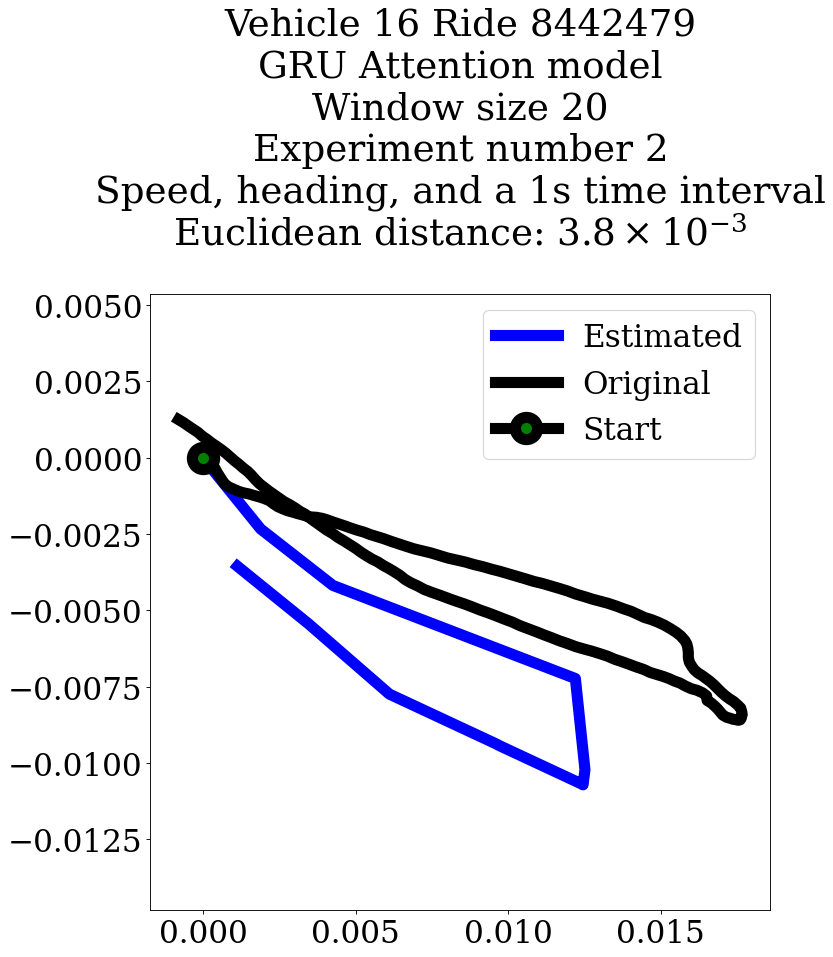 Vehicle 16 Ride 8442479
GRU Attention model
Window size 20
Experiment number 2
Speed, heading, and a 1s time interval
Euclidean distance: 3.8 × 10⁻³
0.0050
0.0025
0.0000
−0.0025
−0.0050
−0.0075
−0.0100
−0.0125
Estimated
Original
Start
0.000 0.005 0.010 0.015